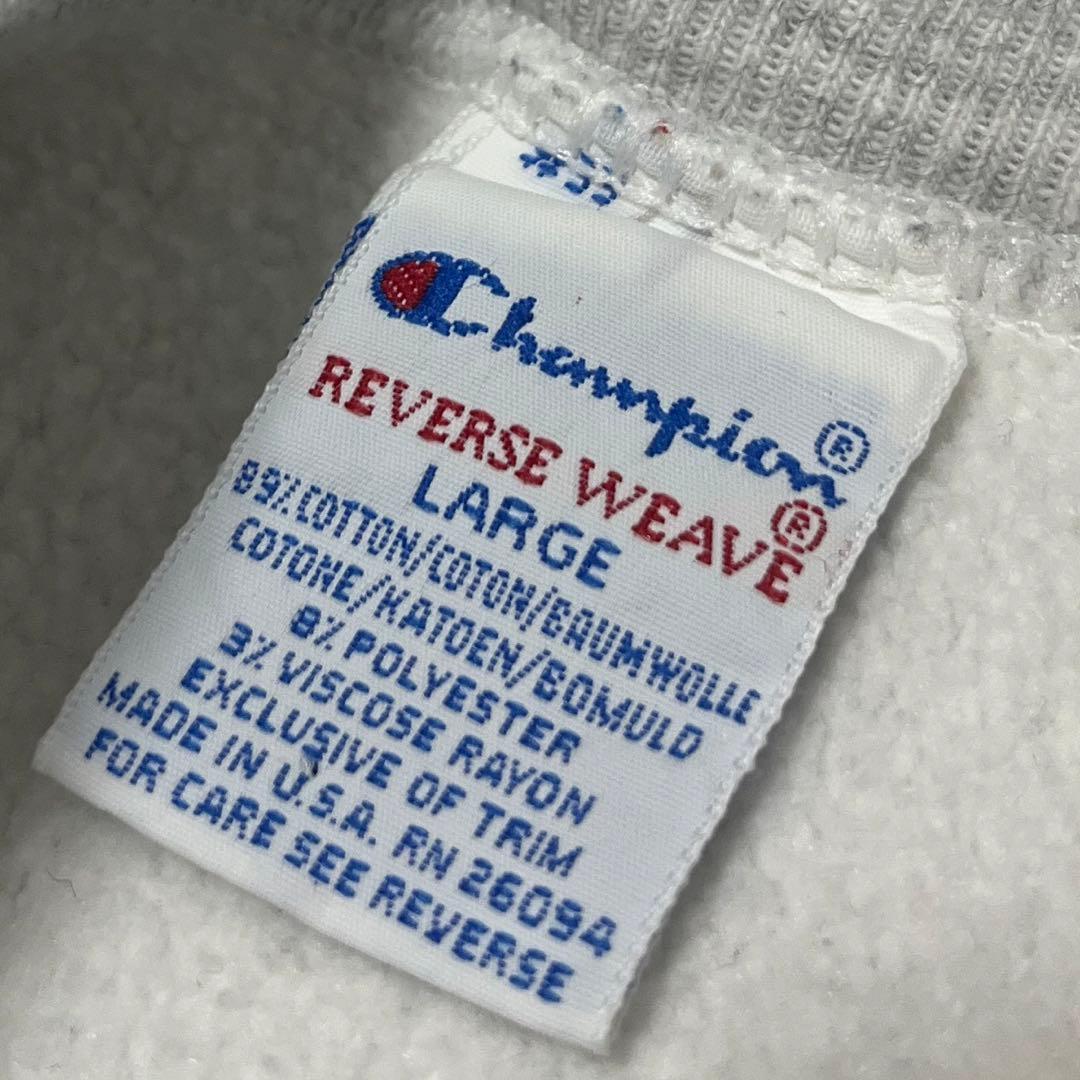 Champion®
REVERSE WEAVE®
LARGE
89% COTTON/COTON/BAUMWOLLE
COTONE/KATOEN/BOMULD
8% POLYESTER
3% VISCOSE RAYON
EXCLUSIVE OF TRIM
MADE IN U.S.A. RN 26094
FOR CARE SEE REVERSE